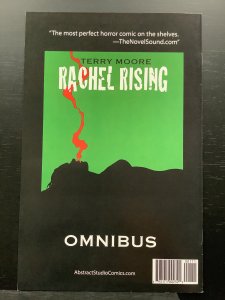 "The most perfect horror comic on the shelves.
—TheNovelSound.com"
TERRY MOORE
RACHEL RISING
OMNIBUS
AbstractStudioComics.com